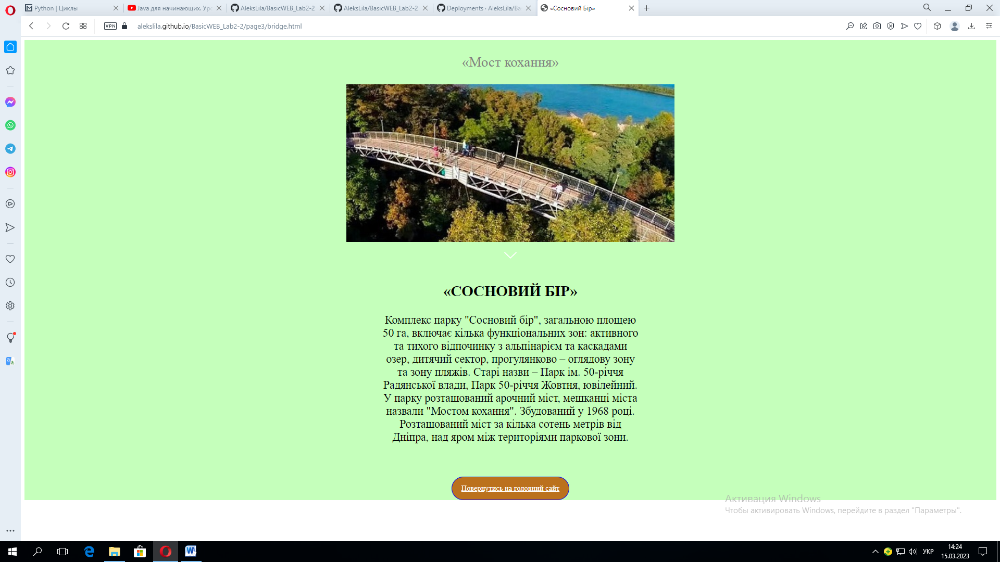 Python | Циклы
Java для начинающих. Уро
AleksLila/BasicWEB_Lab2-2
AleksLila/BasicWEB_Lab2-2
Deployments · AleksLila/Ba
«Сосновий Бір»
VPN
alekslila.github.io/BasicWEB_Lab2-2/page3/bridge.html
«Мост кохання»
«СОСНОВИЙ БІР»
Комплекс парку "Сосновий бір", загальною площею
50 га, включає кілька функціональних зон: активного
та тихого відпочинку з альпінарієм та каскадами
озер, дитячий сектор, прогулянково – оглядову зону
та зону пляжів. Старі назви – Парк ім. 50-річчя
Радянської влади, Парк 50-річчя Жовтня, ювілейний.
У парку розташований арочний міст, мешканці міста
назвали "Мостом кохання". Збудований у 1968 році.
Розташований міст за кілька сотень метрів від
Дніпра, над яром між територіями паркової зони.
Повернутись на головний сайт
Активация Windows
Чтобы активировать Windows, перейдите в раздел "Параметры".
УКР
14:24
15.03.2023